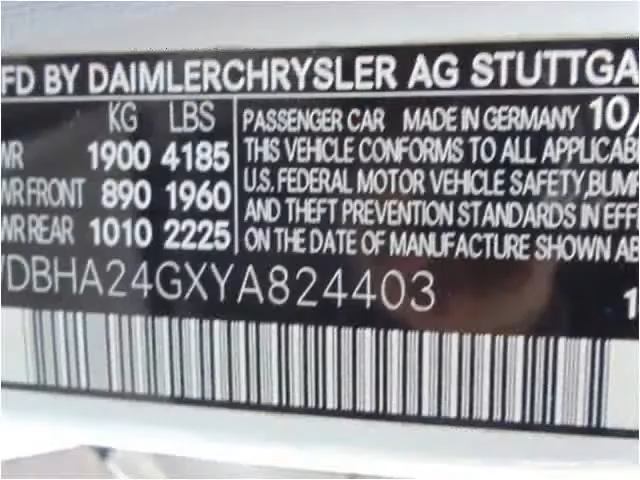 FD BY DAIMLERCHRYSLER AG STUTTGA
KG LBS
WR 1900 4185
WR FRONT 890 1960
WR REAR 1010 2225
PASSENGER CAR MADE IN GERMANY 10/
THIS VEHICLE CONFORMS TO ALL APPLICAB
U.S. FEDERAL MOTOR VEHICLE SAFETY, BUMP
AND THEFT PREVENTION STANDARDS IN EFF
ON THE DATE OF MANUFACTURE SHOWN AB
DBHA24GXYA824403 1